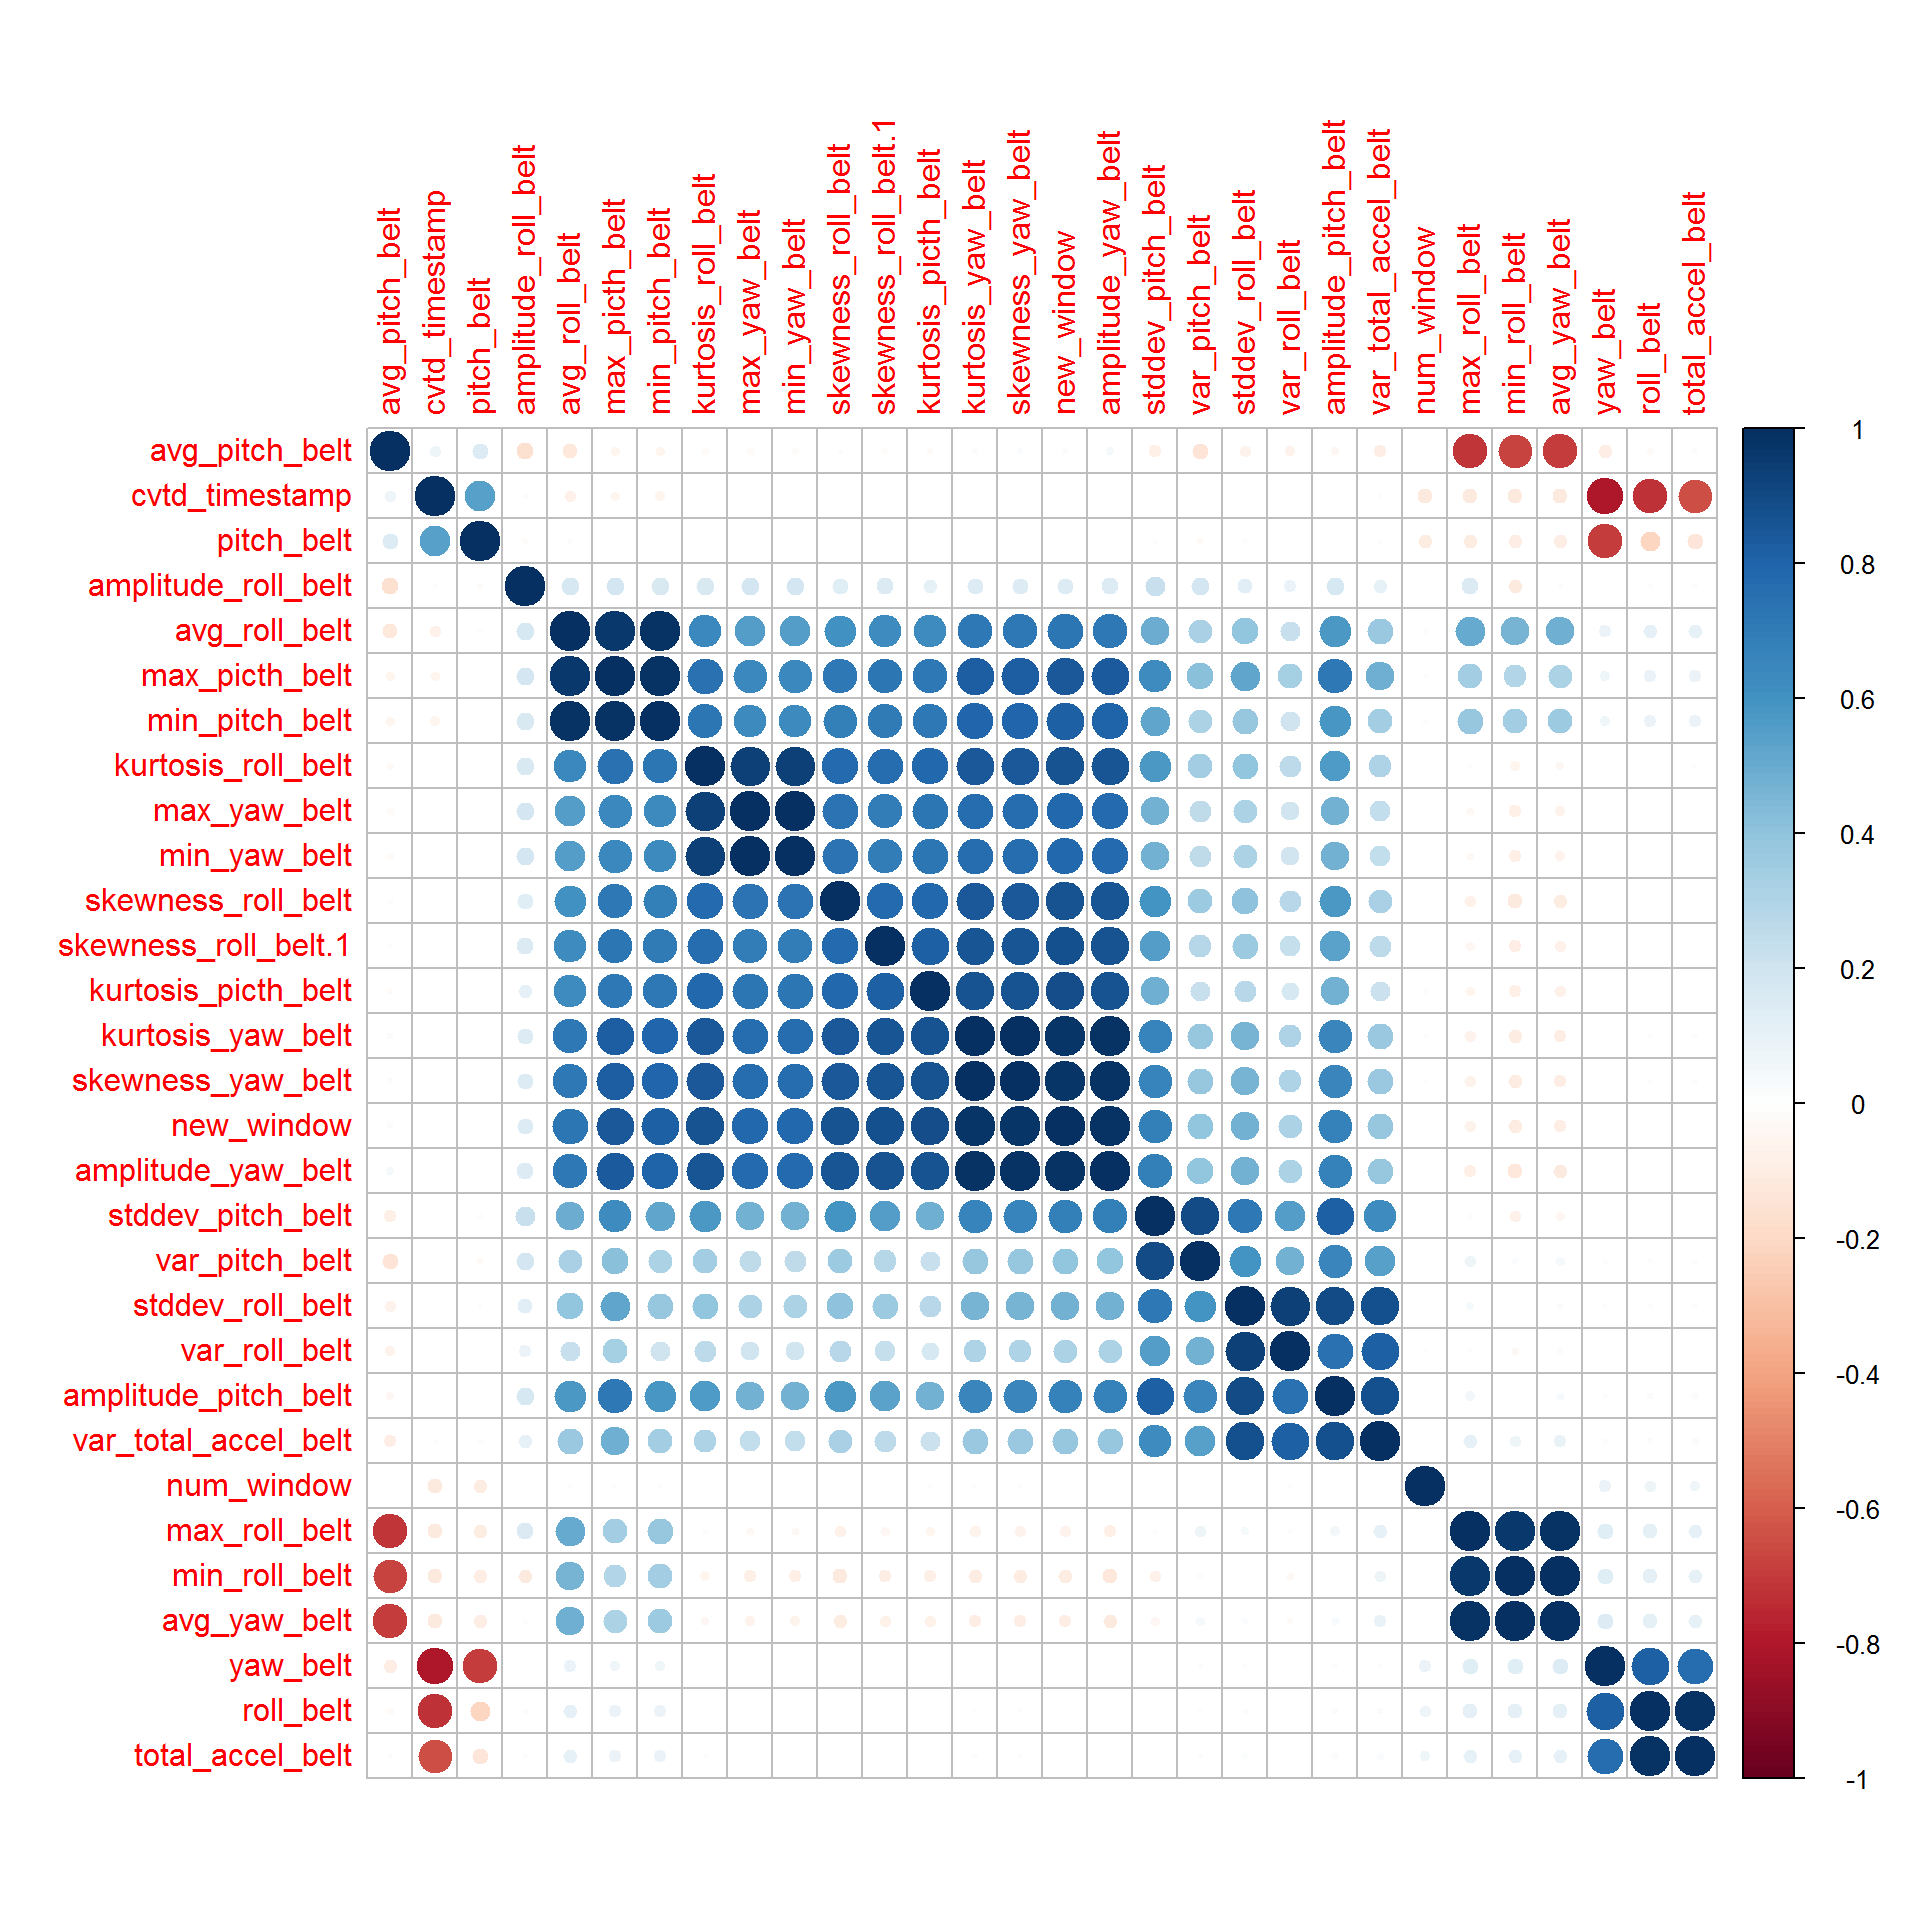 avg_pitch_belt
cvtd_timestamp
pitch_belt
amplitude_roll_belt
avg_roll_belt
max_picth_belt
min_pitch_belt
kurtosis_roll_belt
max_yaw_belt
min_yaw_belt
skewness_roll_belt
skewness_roll_belt.1
kurtosis_picth_belt
kurtosis_yaw_belt
skewness_yaw_belt
new_window
amplitude_yaw_belt
stddev_pitch_belt
var_pitch_belt
stddev_roll_belt
var_roll_belt
amplitude_pitch_belt
var_total_accel_belt
num_window
max_roll_belt
min_roll_belt
avg_yaw_belt
yaw_belt
roll_belt
total_accel_belt
avg_pitch_belt
cvtd_timestamp
pitch_belt
amplitude_roll_belt
avg_roll_belt
max_picth_belt
min_pitch_belt
kurtosis_roll_belt
max_yaw_belt
min_yaw_belt
skewness_roll_belt
skewness_roll_belt.1
kurtosis_picth_belt
kurtosis_yaw_belt
skewness_yaw_belt
new_window
amplitude_yaw_belt
stddev_pitch_belt
var_pitch_belt
stddev_roll_belt
var_roll_belt
amplitude_pitch_belt
var_total_accel_belt
num_window
max_roll_belt
min_roll_belt
avg_yaw_belt
yaw_belt
roll_belt
total_accel_belt
1
0.8
0.6
0.4
0.2
0
-0.2
-0.4
-0.6
-0.8
-1